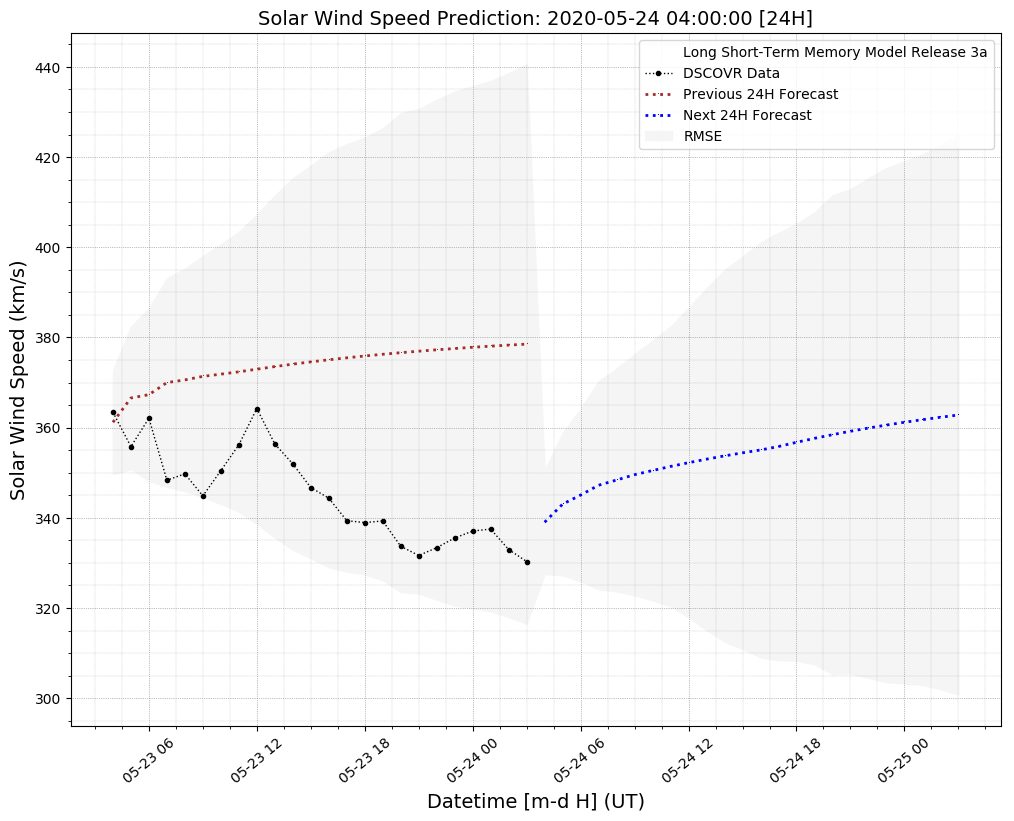 Solar Wind Speed Prediction: 2020-05-24 04:00:00 [24H]
Long Short-Term Memory Model Release 3a
DSCOVR Data
Previous 24H Forecast
Next 24H Forecast
RMSE
Solar Wind Speed (km/s)
440
420
400
380
360
340
320
300
05-23 06
05-23 12
05-23 18
05-24 00
05-24 06
05-24 12
05-24 18
05-25 00
Datetime [m-d H] (UT)